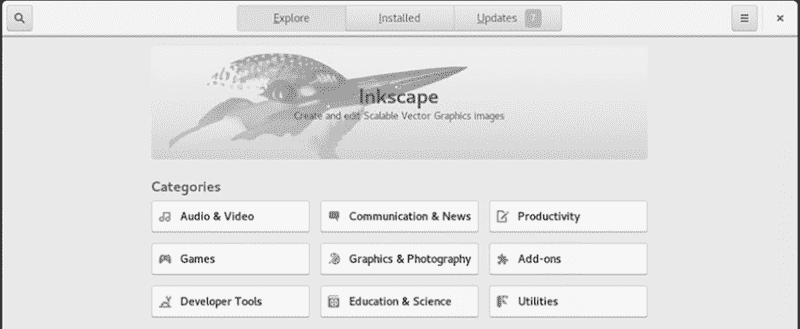 Explore Installed Updates 7
Inkscape
Create and edit Scalable Vector Graphics images
Categories
Audio & Video Communication & News Productivity
Games Graphics & Photography Add-ons
Developer Tools Education & Science Utilities